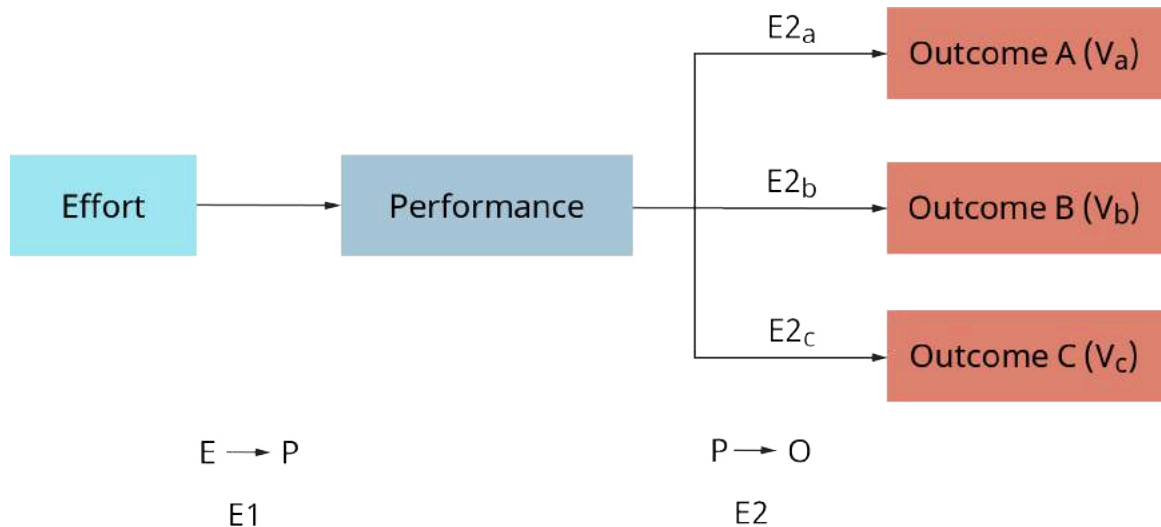 E2a
Outcome A (Va)
Effort
Performance
E2b
Outcome B (Vb)
E2c
Outcome C (Vc)
E → P
P → O
E1
E2